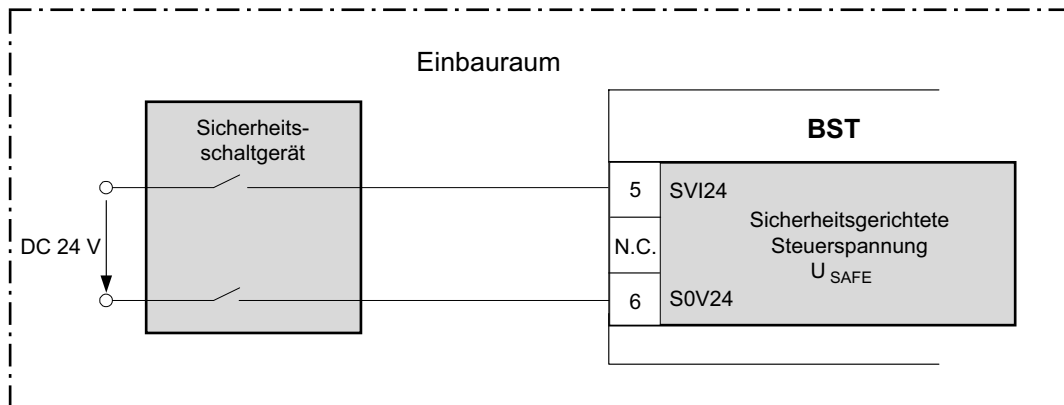 Einbauraum
Sicherheits-
schaltgerät
BST
DC 24 V
5
SVI24
N.C.
Sicherheitsgerichtete
Steuerspannung
U SAFE
6
S0V24